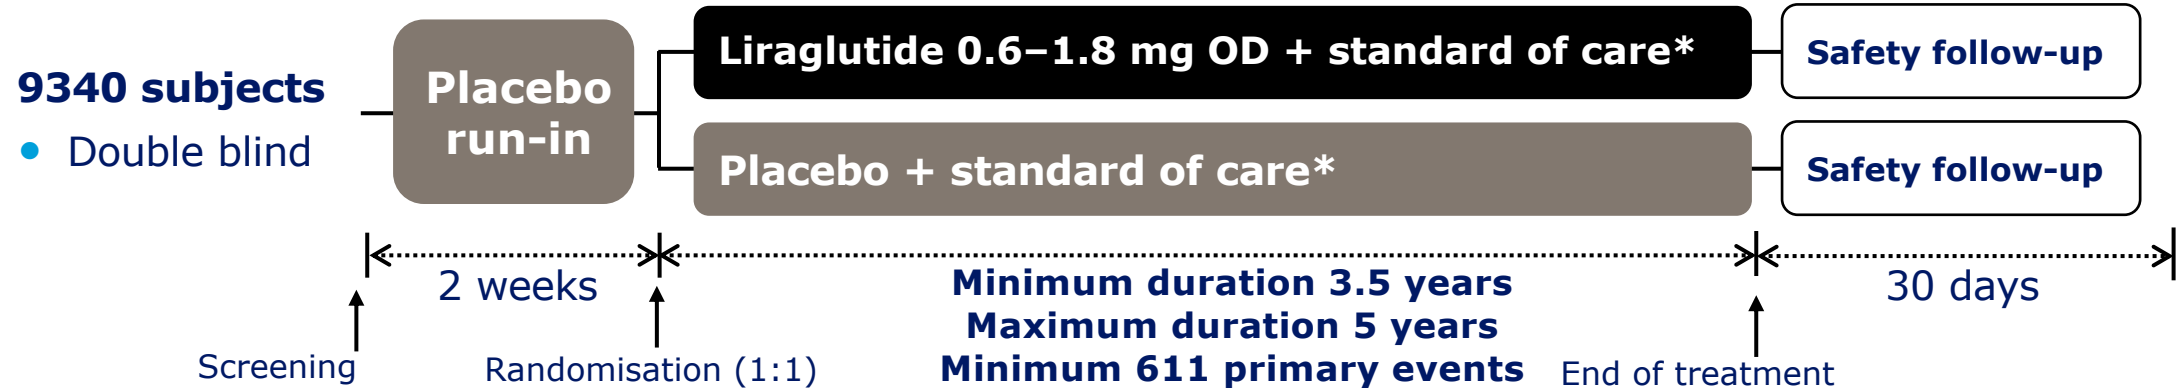 9340 subjects
• Double blind
Placebo
run-in
Liraglutide 0.6–1.8 mg OD + standard of care*
Safety follow-up
Placebo + standard of care*
Safety follow-up
2 weeks
Minimum duration 3.5 years
Maximum duration 5 years
Minimum 611 primary events
30 days
Screening
Randomisation (1:1)
End of treatment